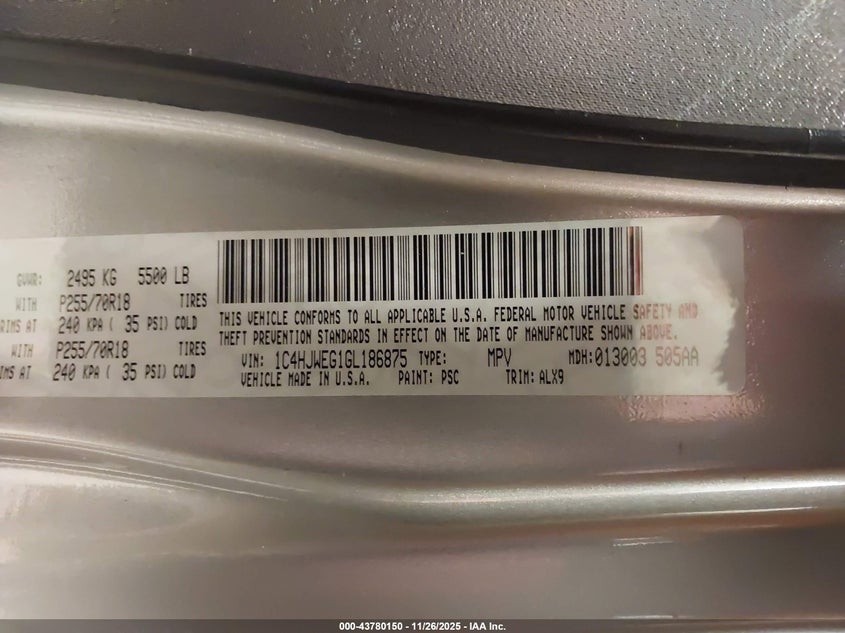 GVWR: 2495 KG 5500 LB
WITH P255/70R18 TIRES
RIMS AT 240 KPA ( 35 PSI) COLD
P255/70R18 TIRES
IMS AT 240 KPA ( 35 PSI) COLD
THIS VEHICLE CONFORMS TO ALL APPLICABLE U.S.A. FEDERAL MOTOR VEHICLE SAFETY AND
THEFT PREVENTION STANDARDS IN EFFECT ON THE DATE OF MANUFACTURE SHOWN ABOVE.
VIN: 1C4HJWEG1GL186875 TYPE: MPV MDH:013003 505AA
VEHICLE MADE IN U.S.A. PAINT: PSC TRIM: ALX9
000-43780150 - 11/26/2025 - IAA Inc.